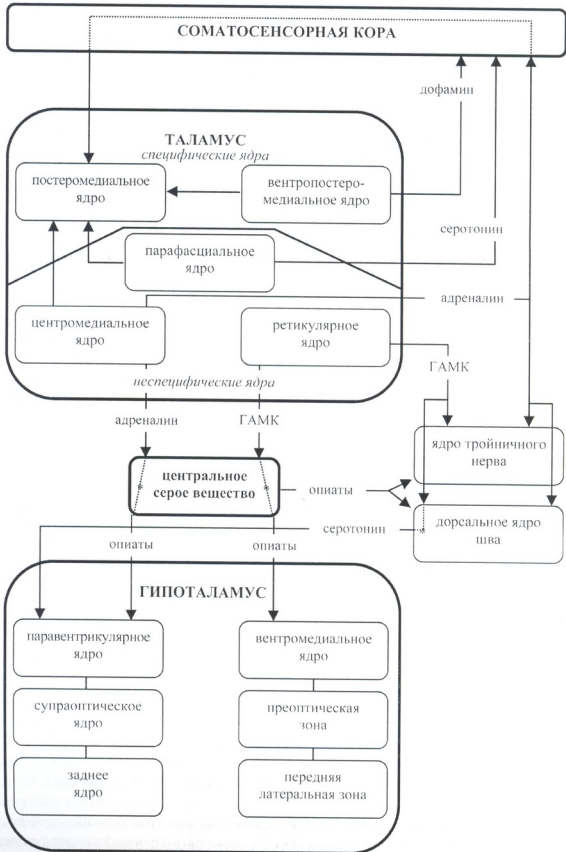 СОМАТОСЕНСОРНАЯ КОРА
дофамин
ТАЛАМУС
специфические ядра
постеромедиальное
ядро
вентропостеро-
медиальное ядро
серотонин
парафасциальное
ядро
адреналин
центромедиальное
ядро
ретикулярное
ядро
ГАМК
неспецифические ядра
адреналин
ГАМК
ядро тройничного
нерва
центральное
серое вешество
опиаты
дорсальное ядро
шва
серотонин
опиаты
опиаты
ГИПОТАЛАМУС
паравентрикулярное
ядро
вентромедиальное
ядро
супраоптическое
ядро
преоптическая
зона
заднее
ядро
передняя
латеральная зона